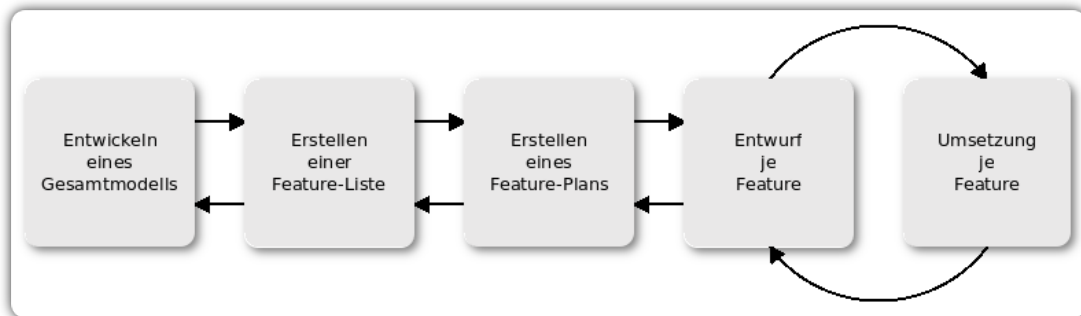 Entwickeln
eines
Gesamtmodells
Erstellen
einer
Feature-Liste
Erstellen
eines
Feature-Plans
Entwurf
je
Feature
Umsetzung
je
Feature